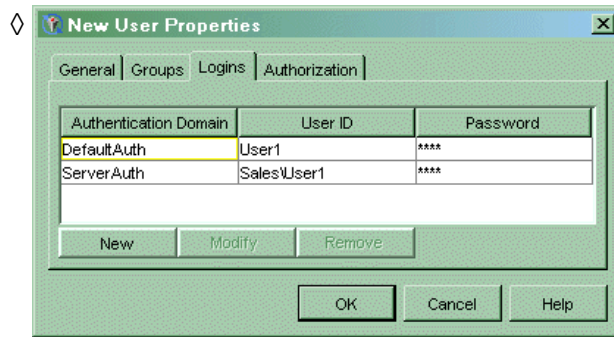 ◊ New User Properties
General Groups Logins Authorization
Authentication Domain User ID Password
DefaultAuth User1 ****
ServerAuth Sales\User1 ****
New Modify Remove
OK Cancel Help